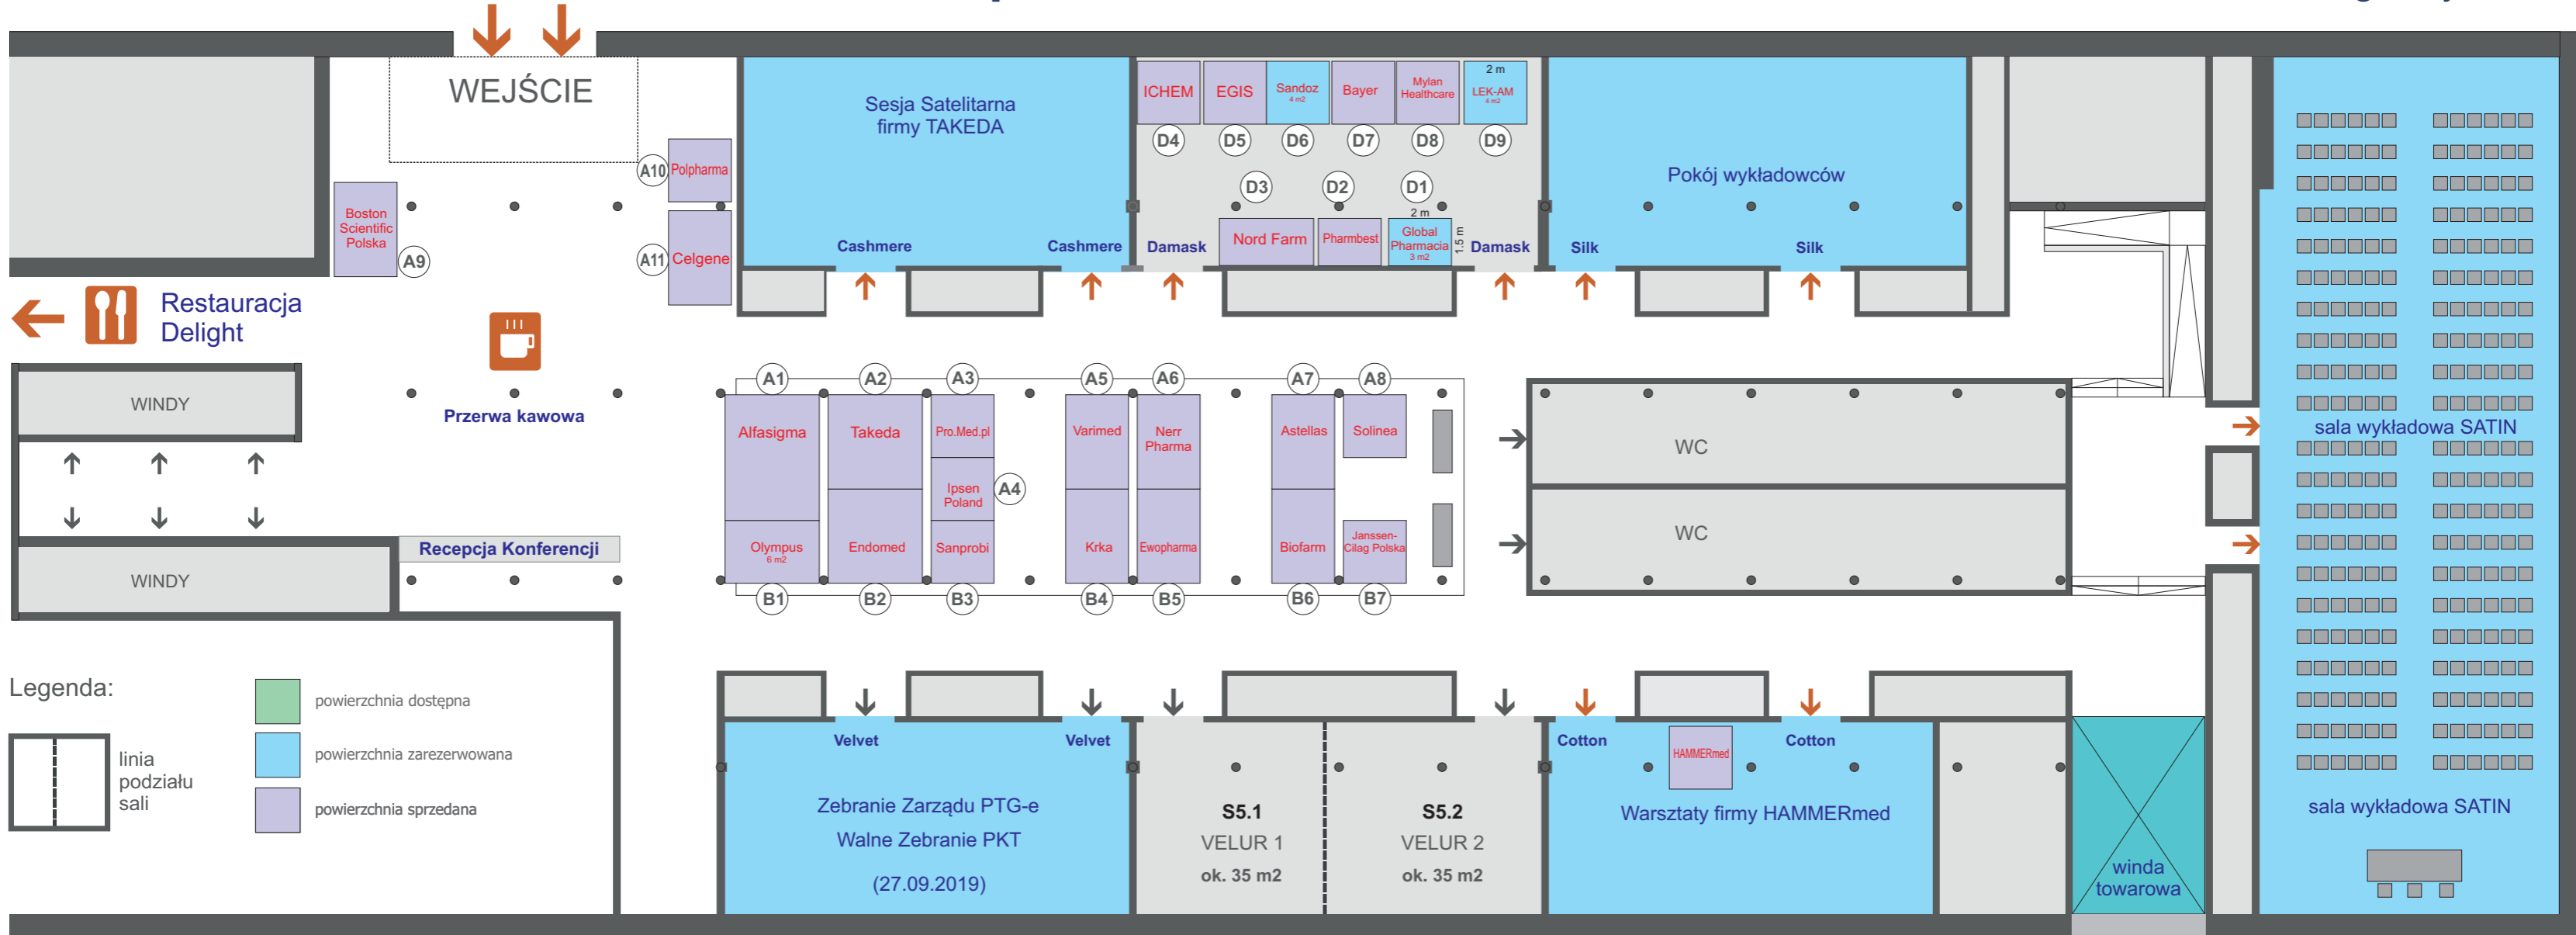 WEJŚCIE
Boston
Scientific
Polska
A9
A10
Polpharma
A11
Celgene
Restauracja
Delight
Przerwa kawowa
WINDY
WINDY
Recepcja Konferencji
Sesja Satelitarna
firmy TAKEDA
Cashmere
Cashmere
ICHEM
EGIS
Sandoz
4 m2
Bayer
Mylan
Healthcare
2 m
LEK-AM
4 m2
D4
D5
D6
D7
D8
D9
D3
D2
D1
2 m
Nord Farm
Pharmbest
Global
Pharmacia
3 m2
1.5 m
Damask
Damask
Pokój wykładowców
Silk
Silk
A1
A2
A3
A5
A6
A7
A8
Alfasigma
Takeda
Pro.Med.pl
Varimed
Nerr
Pharma
Astellas
Solinea
Ipsen
Poland
A4
Olympus
6 m2
Endomed
Sanprobi
Krka
Ewopharma
Biofarm
Janssen-
Cilag Polska
B1
B2
B3
B4
B5
B6
B7
WC
WC
sala wykładowa SATIN
sala wykładowa SATIN
Legenda:
linia
podziału
sali
powierzchnia dostępna
powierzchnia zarezerwowana
powierzchnia sprzedana
Velvet
Velvet
Zebranie Zarządu PTG-e
Walne Zebranie PKT
(27.09.2019)
S5.1
VELUR 1
ok. 35 m2
S5.2
VELUR 2
ok. 35 m2
Cotton
Cotton
HAMMERmed
Warsztaty firmy HAMMERmed
winda
towarowa